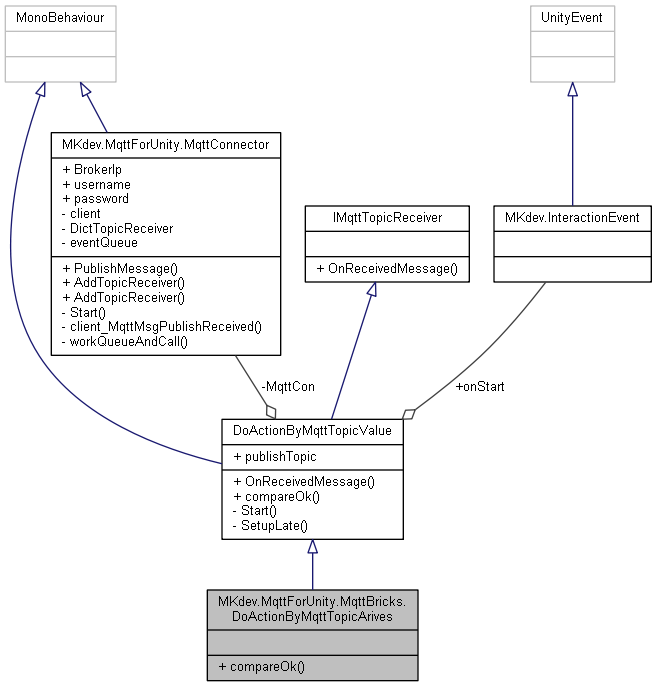 MonoBehaviour
UnityEvent
MKdev.MqttForUnity.MqttConnector
+ BrokerIp
+ username
+ password
- client
- DictTopicReceiver
- eventQueue
+ PublishMessage()
+ AddTopicReceiver()
+ AddTopicReceiver()
- Start()
- client_MqttMsgPublishReceived()
- workQueueAndCall()
IMqttTopicReceiver
+ OnReceivedMessage()
MKdev.InteractionEvent
-MqttCon
+onStart
DoActionByMqttTopicValue
+ publishTopic
+ OnReceivedMessage()
+ compareOk()
- Start()
- SetupLate()
MKdev.MqttForUnity.MqttBricks.
DoActionByMqttTopicArives
+ compareOk()